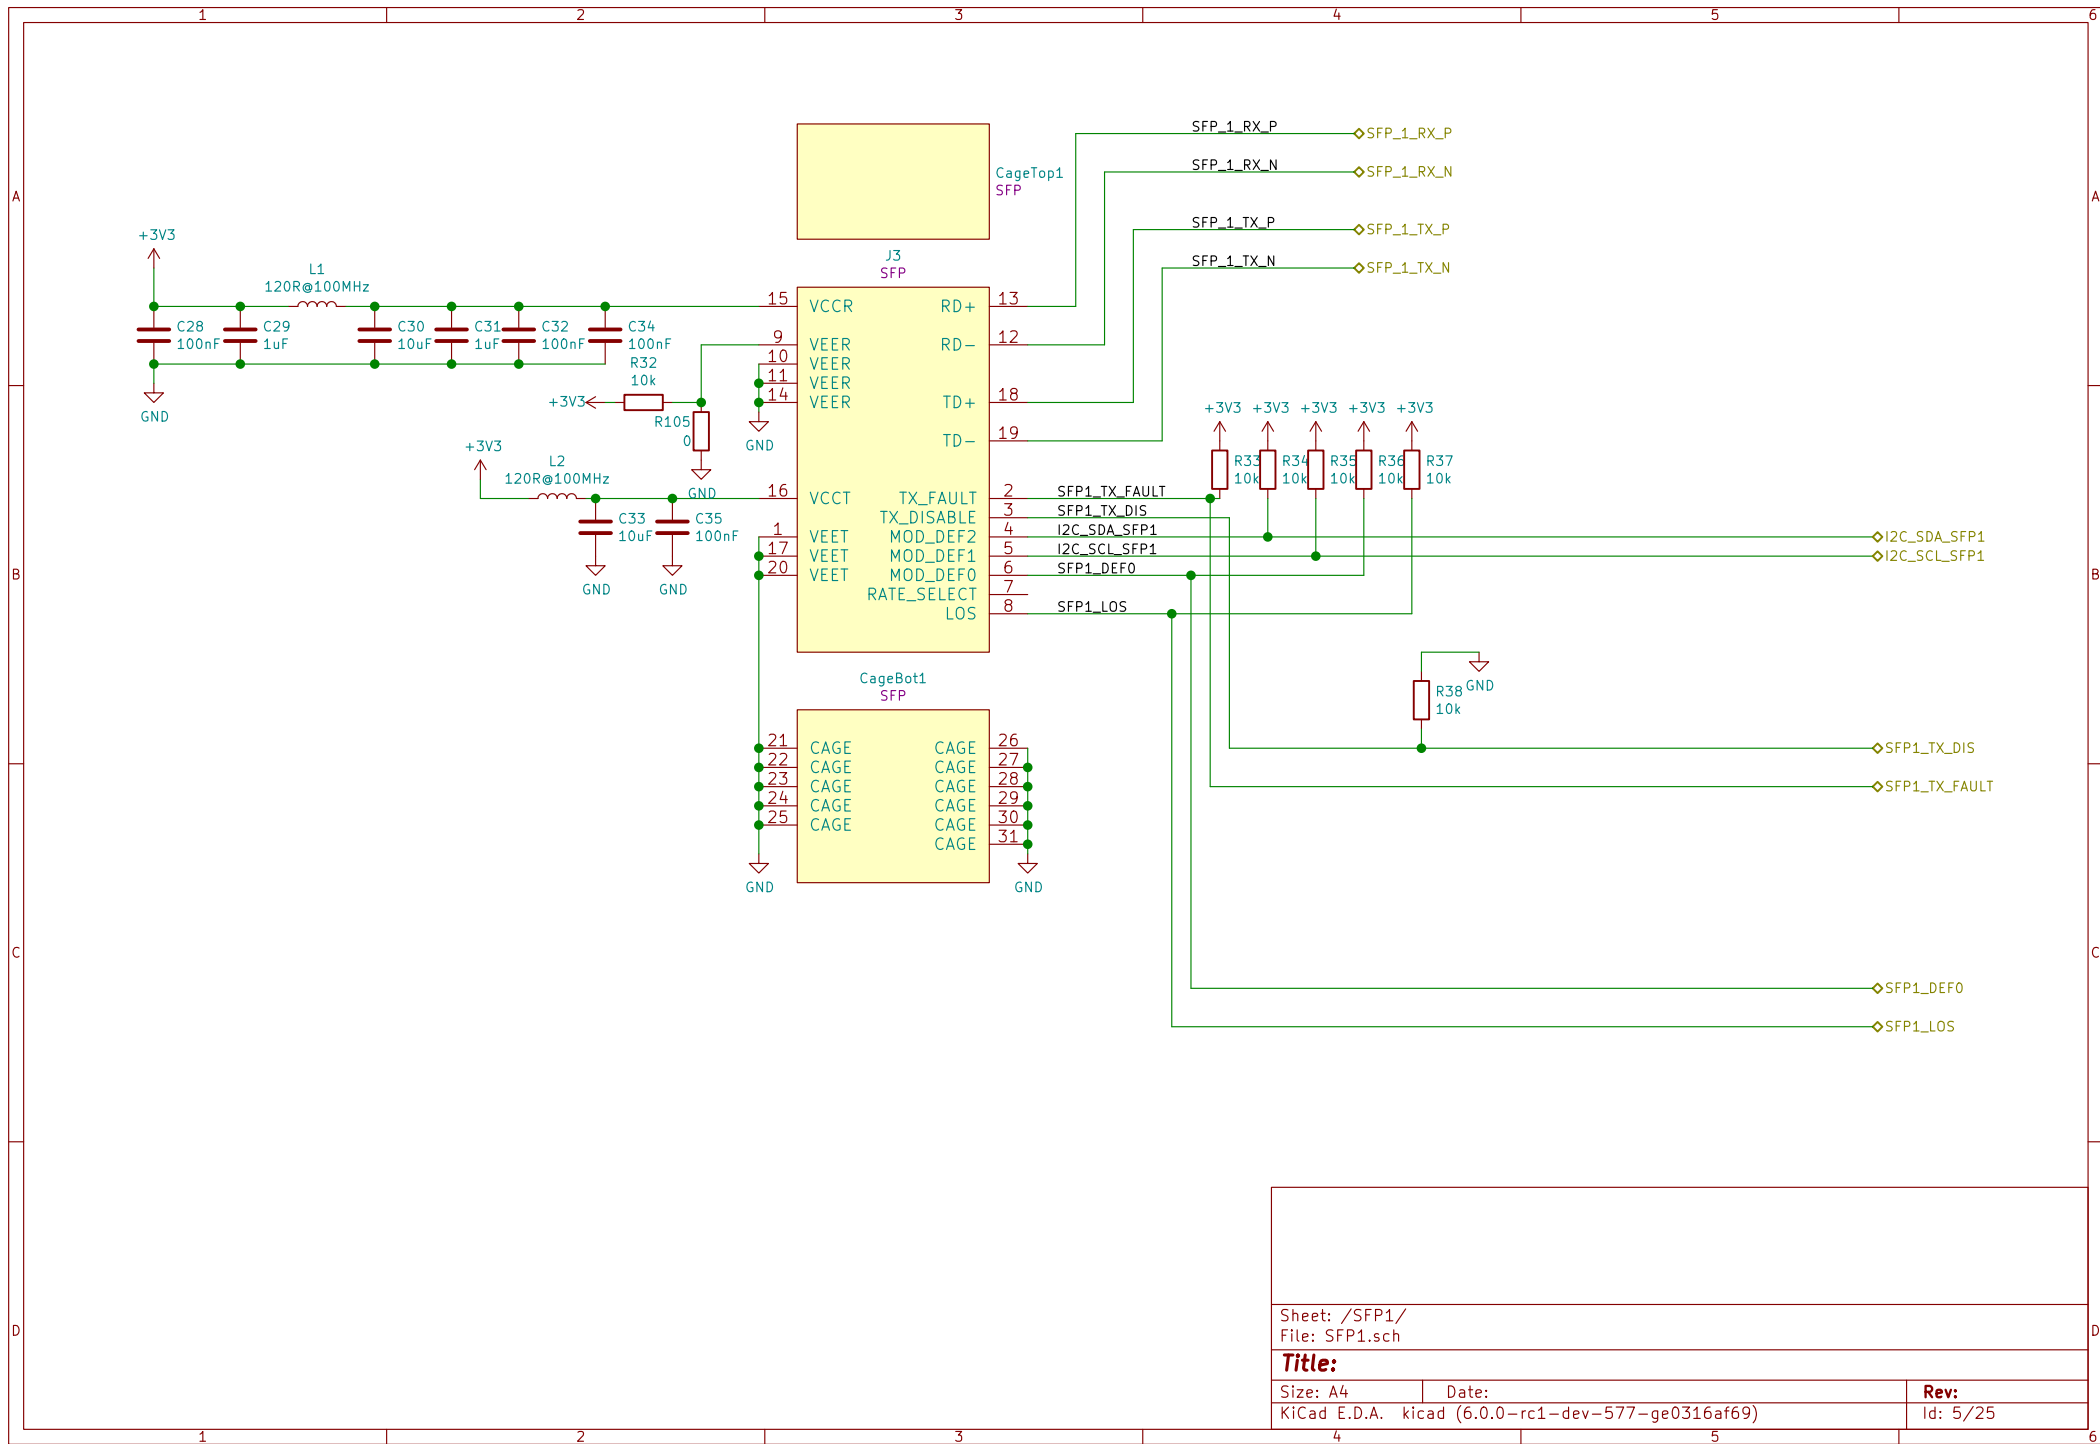 1 2 3 4 5 6
A
B
C
D
A
B
C
D
1 2 3 4 5 6
CageTop1
SFP
SFP_1_RX_P
SFP_1_RX_P
SFP_1_RX_N
SFP_1_RX_N
SFP_1_TX_P
SFP_1_TX_P
SFP_1_TX_N
SFP_1_TX_N
+3V3
L1
120R@100MHz
C28
100nF
C29
1uF
C30
10uF
C31
1uF
C32
100nF
C34
100nF
GND
R32
10k
+3V3
R105
0
GND
GND
+3V3
L2
120R@100MHz
C33
10uF
C35
100nF
GND
GND
J3
SFP
15 VCCR
9 VEER
10 VEER
11 VEER
14 VEER
16 VCCT
1 VEET
17 VEET
20 VEET
RD+ 13
RD- 12
TD+ 18
TD- 19
TX_FAULT 2
TX_DISABLE 3
MOD_DEF2 4
MOD_DEF1 5
MOD_DEF0 6
RATE_SELECT 7
LOS 8
SFP1_TX_FAULT
SFP1_TX_DIS
I2C_SDA_SFP1
I2C_SCL_SFP1
SFP1_DEF0
SFP1_LOS
+3V3 +3V3 +3V3 +3V3 +3V3
R33
10k
R34
10k
R35
10k
R36
10k
R37
10k
I2C_SDA_SFP1
I2C_SCL_SFP1
GND
R38
10k
SFP1_TX_DIS
SFP1_TX_FAULT
SFP1_DEF0
SFP1_LOS
CageBot1
SFP
21 CAGE
22 CAGE
23 CAGE
24 CAGE
25 CAGE
CAGE 26
CAGE 27
CAGE 28
CAGE 29
CAGE 30
CAGE 31
GND
GND
Sheet: /SFP1/
File: SFP1.sch
Title:
Size: A4 Date: Rev:
KiCad E.D.A. kicad (6.0.0-rc1-dev-577-ge0316af69) Id: 5/25